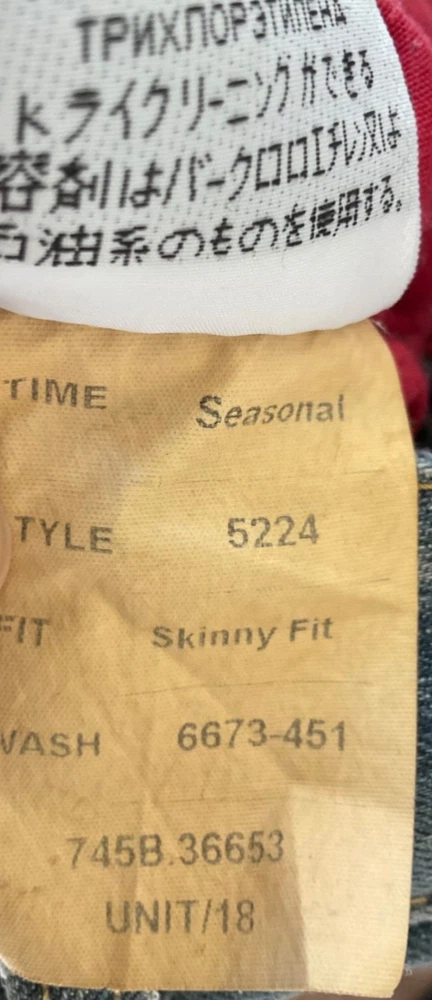 ТРИХЛОРЭТИЛЕНА
ドライクリーニングができる
溶剤はパークロロエチレン又は
石油系のものを使用する。
TIME Seasonal
TYLE 5224
FIT Skinny Fit
WASH 6673-451
745B.36653
UNIT/18